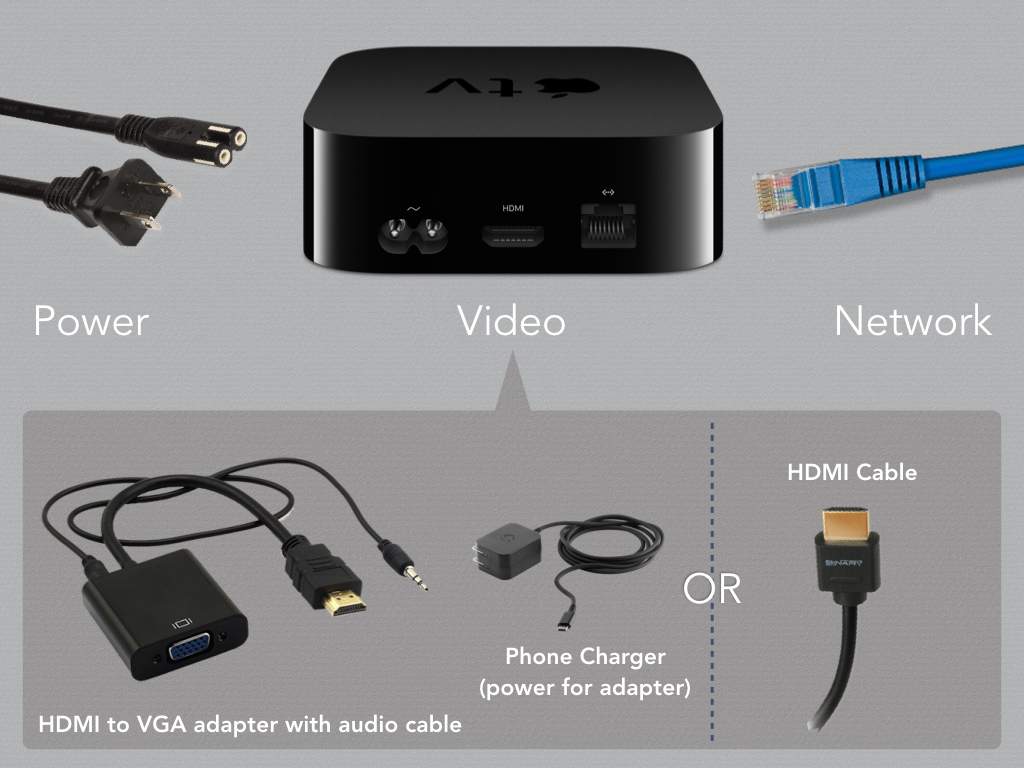 tv
HDMI
Power
Video
Network
HDMI Cable
BINARY
OR
Phone Charger
(power for adapter)
HDMI to VGA adapter with audio cable